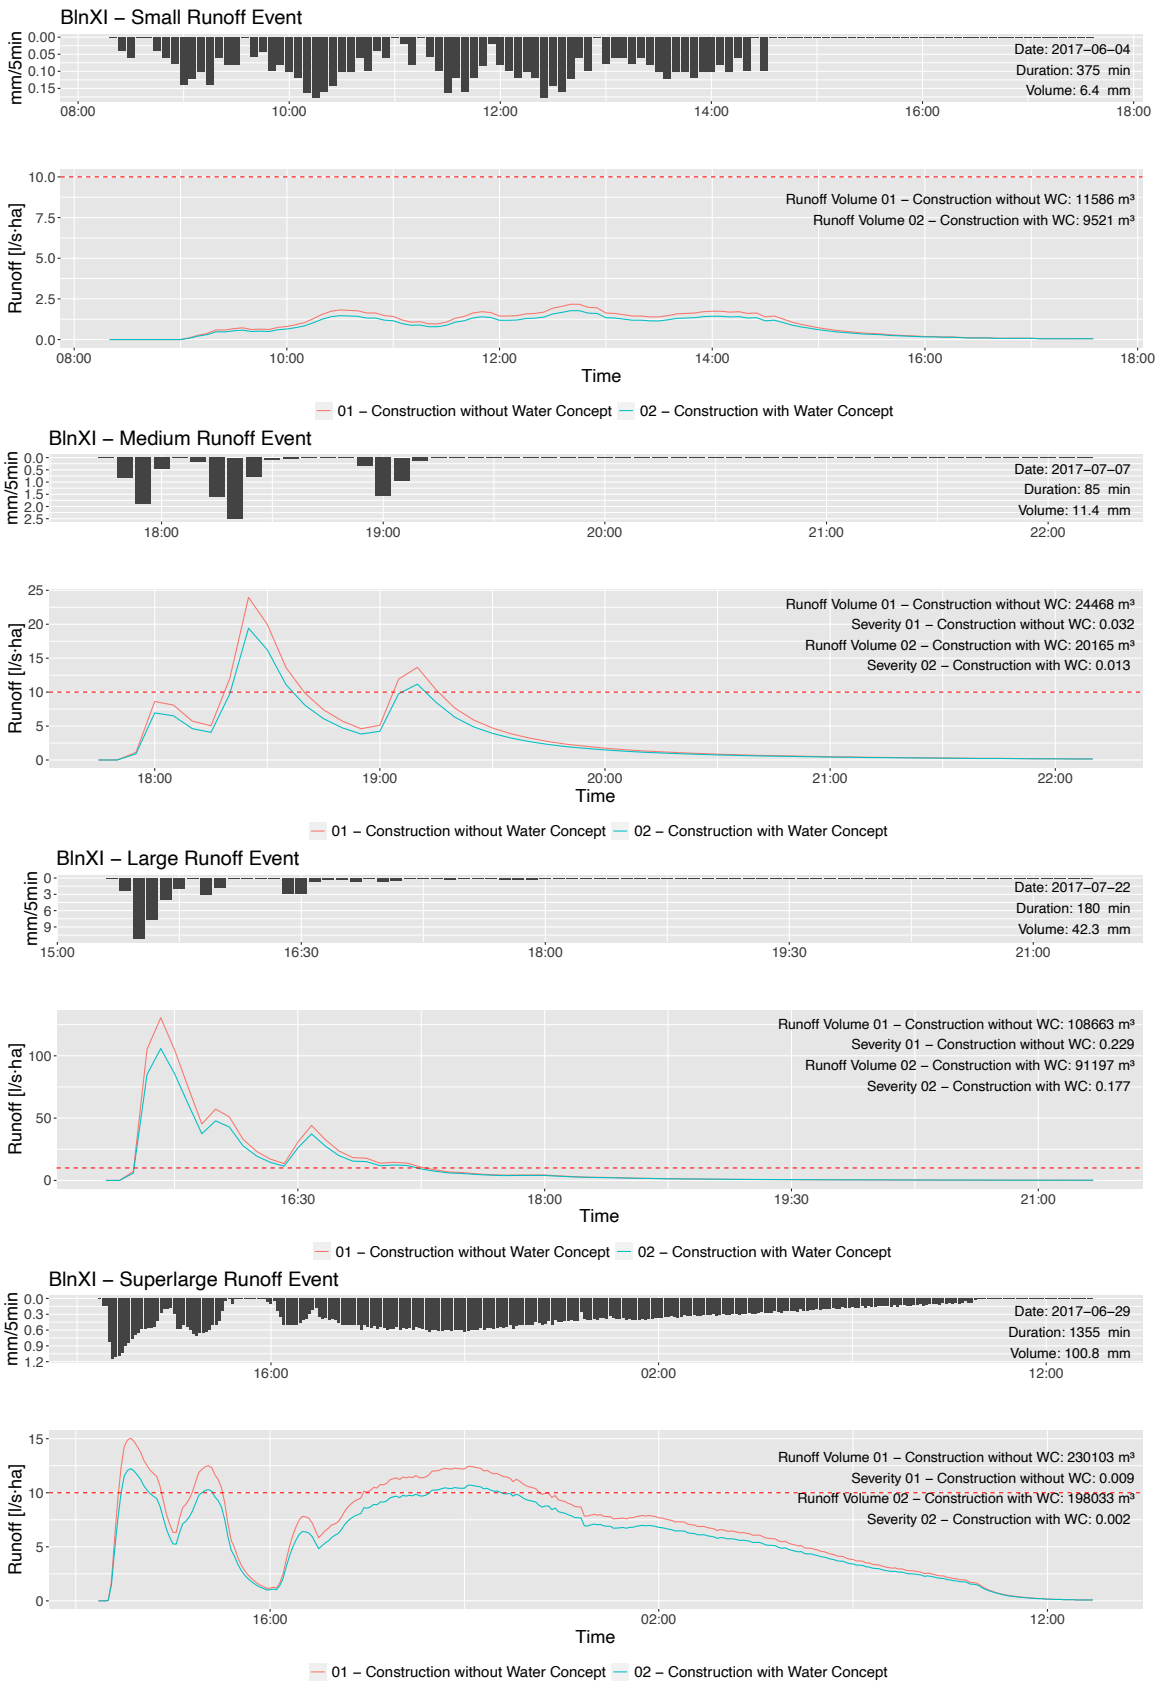 BlnXI – Small Runoff Event
mm/5min
0.00
0.05
0.10
0.15
Date: 2017−06−04
Duration: 375 min
Volume: 6.4 mm
08:00 10:00 12:00 14:00 16:00 18:00
Runoff [l/s·ha]
10.0
7.5
5.0
2.5
0.0
Runoff Volume 01 – Construction without WC: 11586 m³
Runoff Volume 02 – Construction with WC: 9521 m³
08:00 10:00 12:00 14:00 16:00 18:00
Time
01 – Construction without Water Concept 02 – Construction with Water Concept
BlnXI – Medium Runoff Event
mm/5min
0.0
0.5
1.0
1.5
2.0
2.5
Date: 2017−07−07
Duration: 85 min
Volume: 11.4 mm
18:00 19:00 20:00 21:00 22:00
Runoff [l/s·ha]
25
20
15
10
5
0
Runoff Volume 01 – Construction without WC: 24468 m³
Severity 01 – Construction without WC: 0.032
Runoff Volume 02 – Construction with WC: 20165 m³
Severity 02 – Construction with WC: 0.013
18:00 19:00 20:00 21:00 22:00
Time
01 – Construction without Water Concept 02 – Construction with Water Concept
BlnXI – Large Runoff Event
mm/5min
0
3
6
9
Date: 2017−07−22
Duration: 180 min
Volume: 42.3 mm
15:00 16:30 18:00 19:30 21:00
Runoff [l/s·ha]
100
50
0
Runoff Volume 01 – Construction without WC: 108663 m³
Severity 01 – Construction without WC: 0.229
Runoff Volume 02 – Construction with WC: 91197 m³
Severity 02 – Construction with WC: 0.177
16:30 18:00 19:30 21:00
Time
01 – Construction without Water Concept 02 – Construction with Water Concept
BlnXI – Superlarge Runoff Event
mm/5min
0.0
0.3
0.6
0.9
1.2
Date: 2017−06−29
Duration: 1355 min
Volume: 100.8 mm
16:00 02:00 12:00
Runoff [l/s·ha]
15
10
5
0
Runoff Volume 01 – Construction without WC: 230103 m³
Severity 01 – Construction without WC: 0.009
Runoff Volume 02 – Construction with WC: 198033 m³
Severity 02 – Construction with WC: 0.002
16:00 02:00 12:00
Time
01 – Construction without Water Concept 02 – Construction with Water Concept